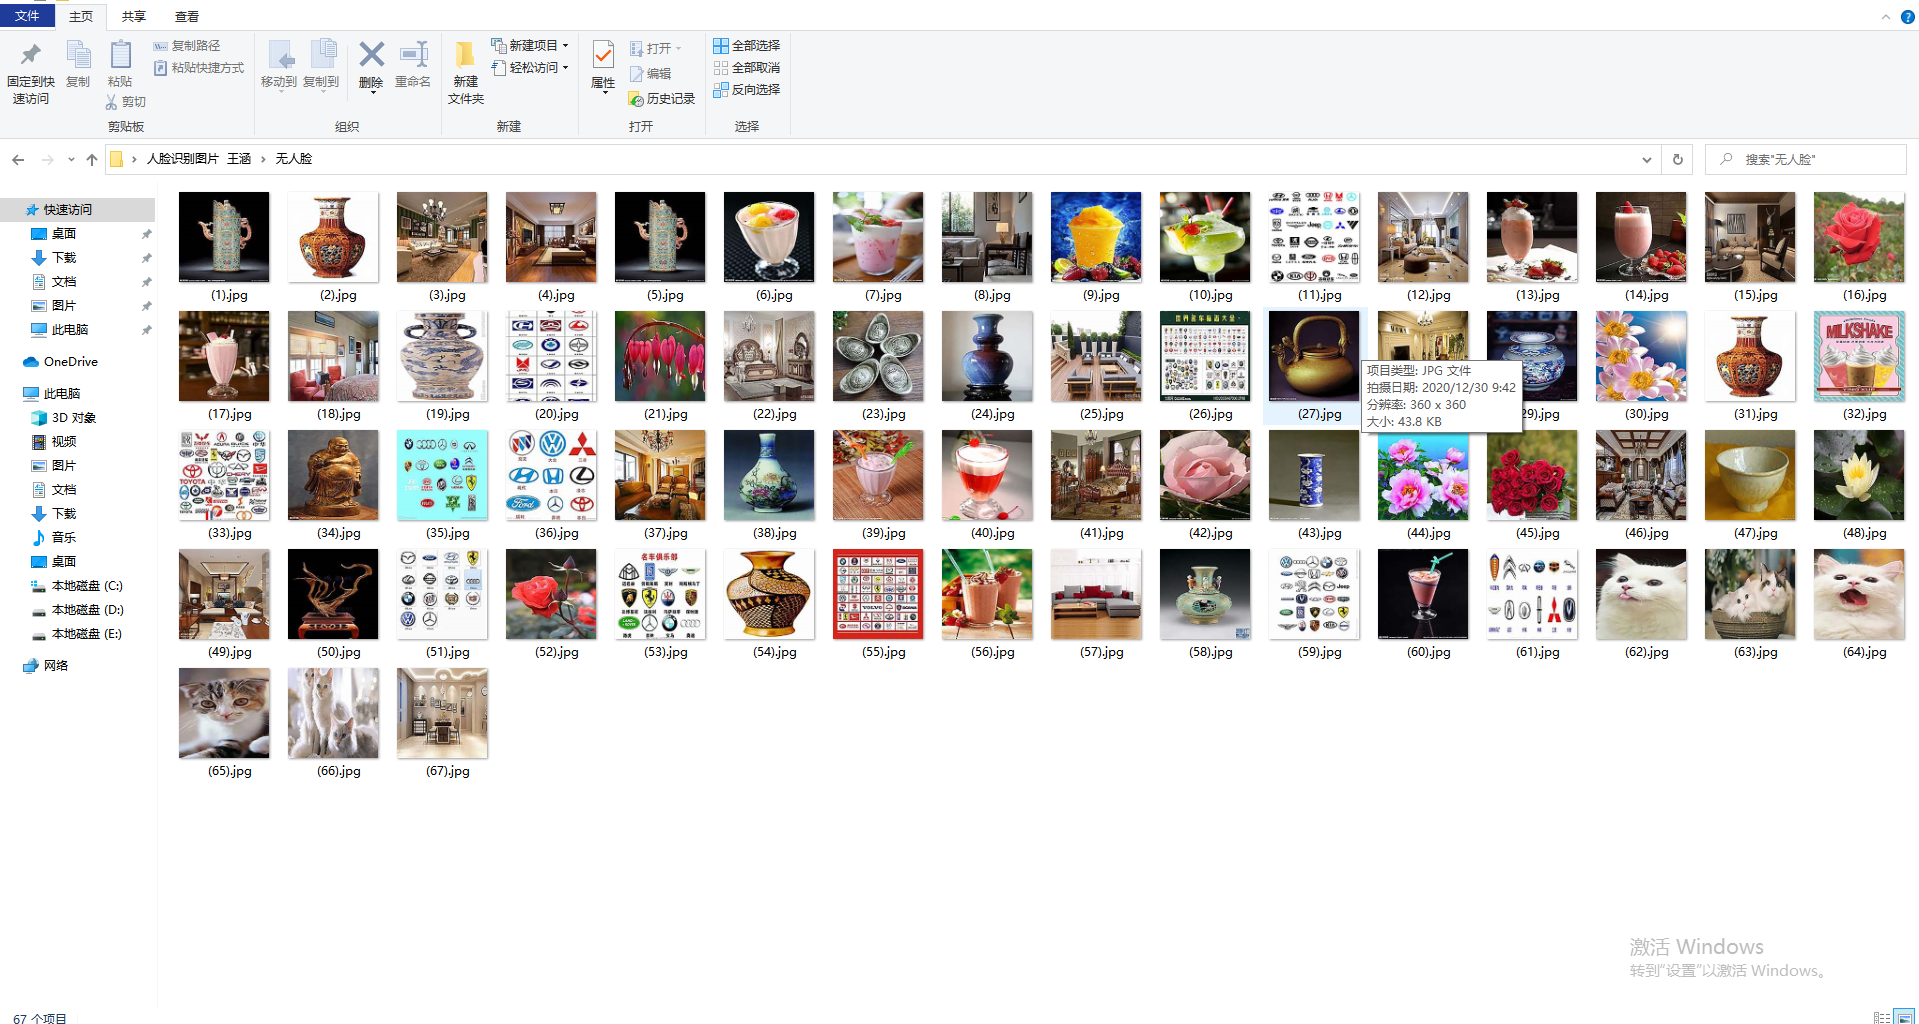 文件 主页 共享 查看
固定到快速访问
复制
粘贴
复制路径
粘贴快捷方式
剪切
剪贴板
移动到
复制到
删除
重命名
组织
新建文件夹
新建项目
轻松访问
新建
属性
打开
编辑
历史记录
打开
全部选择
全部取消
反向选择
选择
人脸识别图片 王涵 › 无人脸
搜索"无人脸"
快速访问
桌面
下载
文档
图片
此电脑
OneDrive
此电脑
3D 对象
视频
图片
文档
下载
音乐
桌面
本地磁盘 (C:)
本地磁盘 (D:)
本地磁盘 (E:)
网络
(1).jpg (2).jpg (3).jpg (4).jpg (5).jpg (6).jpg (7).jpg (8).jpg (9).jpg (10).jpg (11).jpg (12).jpg (13).jpg (14).jpg (15).jpg (16).jpg
MILKSHAKE
(17).jpg (18).jpg (19).jpg (20).jpg (21).jpg (22).jpg (23).jpg (24).jpg (25).jpg (26).jpg (27).jpg 29).jpg (30).jpg (31).jpg (32).jpg
项目类型: JPG 文件
拍摄日期: 2020/12/30 9:42
分辨率: 360 x 360
大小: 43.8 KB
(33).jpg (34).jpg (35).jpg (36).jpg (37).jpg (38).jpg (39).jpg (40).jpg (41).jpg (42).jpg (43).jpg (44).jpg (45).jpg (46).jpg (47).jpg (48).jpg
名车俱乐部
(49).jpg (50).jpg (51).jpg (52).jpg (53).jpg (54).jpg (55).jpg (56).jpg (57).jpg (58).jpg (59).jpg (60).jpg (61).jpg (62).jpg (63).jpg (64).jpg
(65).jpg (66).jpg (67).jpg
激活 Windows
转到"设置"以激活 Windows。
67 个项目